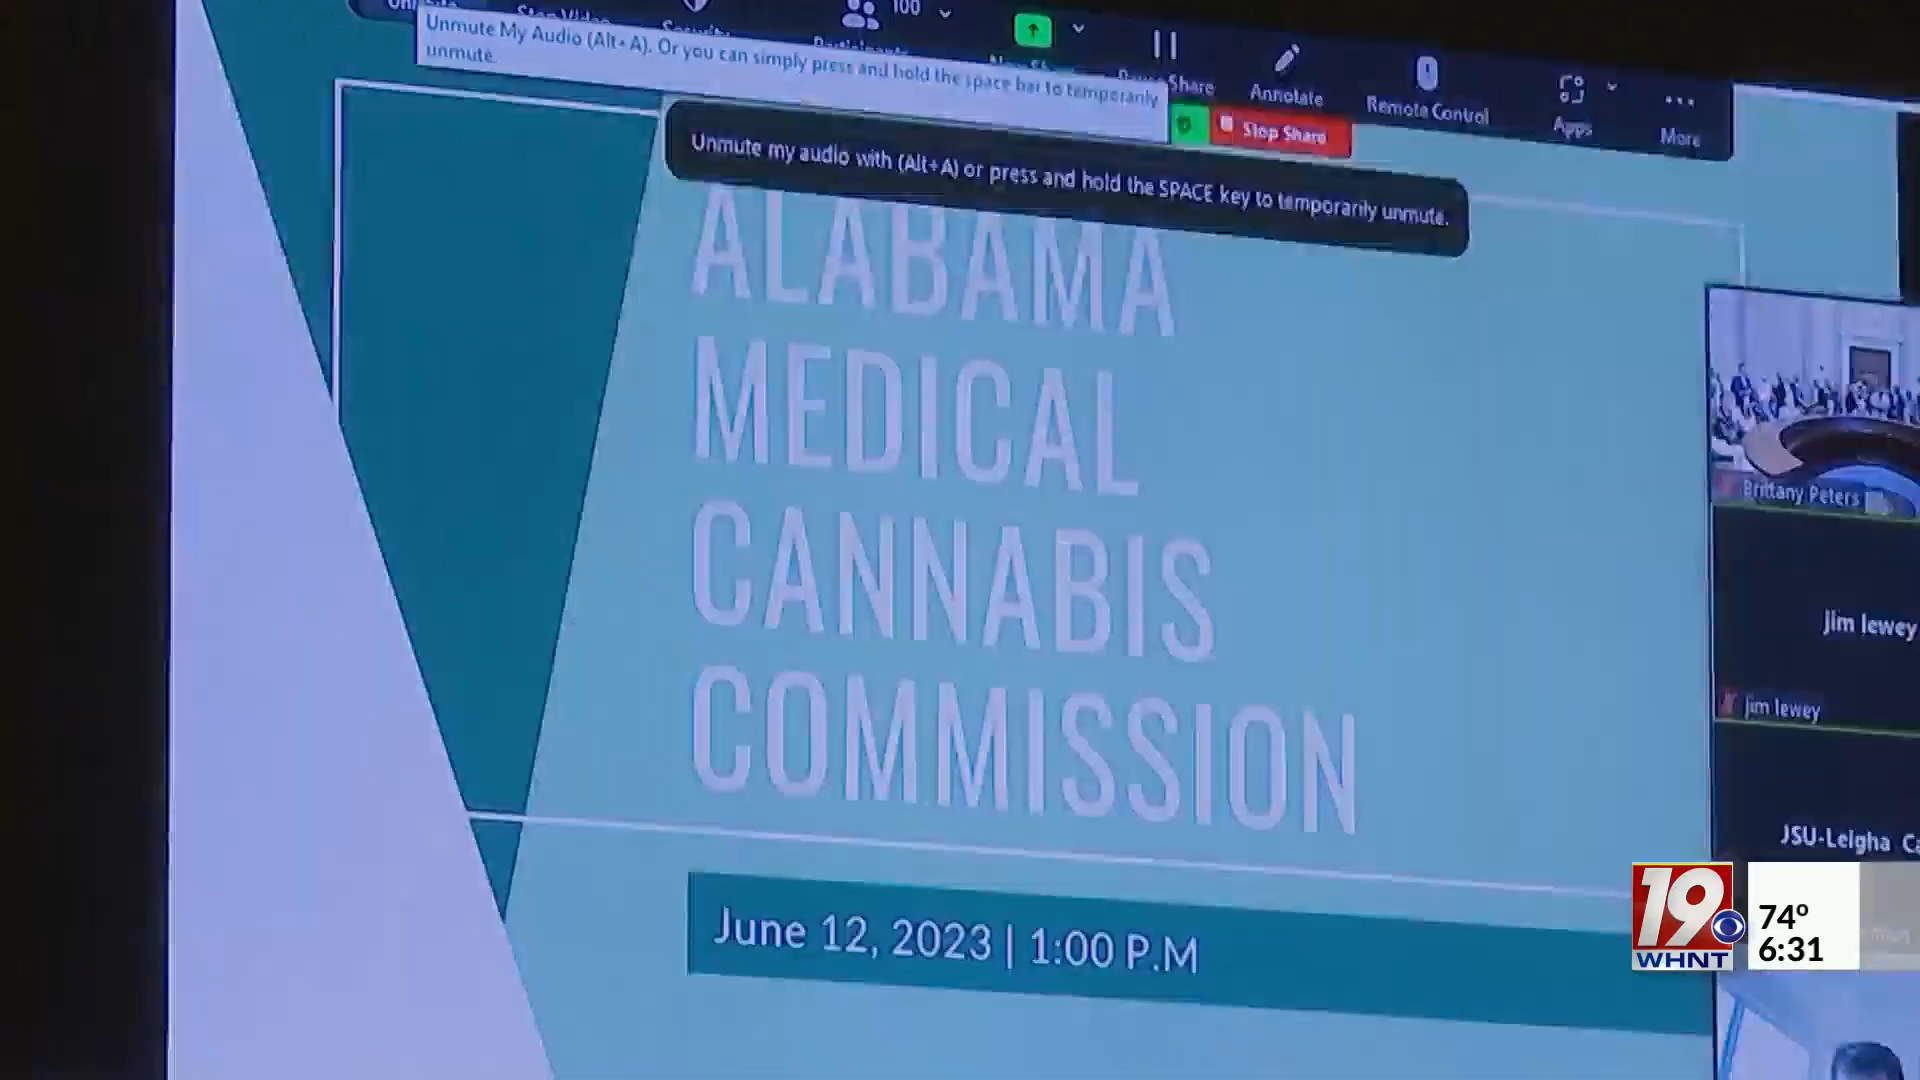 100
Unmute My Audio (Alt+A). Or you can simply press and hold the space bar to temporarily
unmute.
Share
Annotate
Remote Control
Apps
More
Stop Share
Unmute my audio with (Alt+A) or press and hold the SPACE key to temporarily unmute.
ALABAMA
MEDICAL
CANNABIS
COMMISSION
June 12, 2023 | 1:00 P.M
Brittany Peters
Jim lewey
jim lewey
JSU-Leigha
19
WHNT
74°
6:31